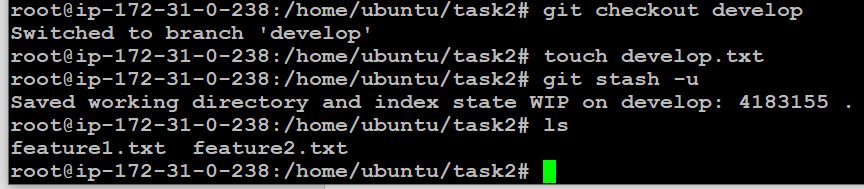 root@ip-172-31-0-238:/home/ubuntu/task2# git checkout develop
Switched to branch 'develop'
root@ip-172-31-0-238:/home/ubuntu/task2# touch develop.txt
root@ip-172-31-0-238:/home/ubuntu/task2# git stash -u
Saved working directory and index state WIP on develop: 4183155 .
root@ip-172-31-0-238:/home/ubuntu/task2# ls
feature1.txt  feature2.txt
root@ip-172-31-0-238:/home/ubuntu/task2#